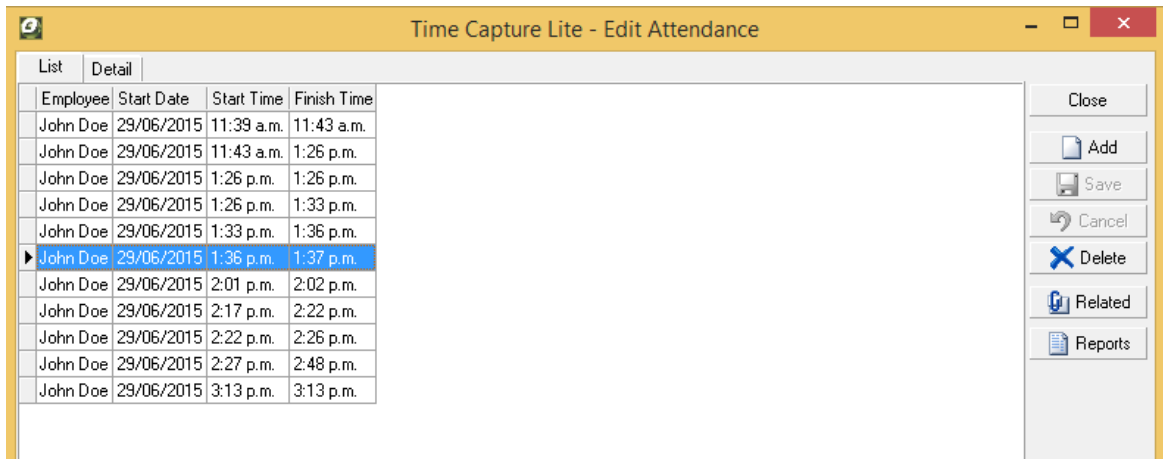 Time Capture Lite - Edit Attendance
List Detail
Employee Start Date Start Time Finish Time
John Doe 29/06/2015 11:39 a.m. 11:43 a.m.
John Doe 29/06/2015 11:43 a.m. 1:26 p.m.
John Doe 29/06/2015 1:26 p.m. 1:26 p.m.
John Doe 29/06/2015 1:26 p.m. 1:33 p.m.
John Doe 29/06/2015 1:33 p.m. 1:36 p.m.
John Doe 29/06/2015 1:36 p.m. 1:37 p.m.
John Doe 29/06/2015 2:01 p.m. 2:02 p.m.
John Doe 29/06/2015 2:17 p.m. 2:22 p.m.
John Doe 29/06/2015 2:22 p.m. 2:26 p.m.
John Doe 29/06/2015 2:27 p.m. 2:48 p.m.
John Doe 29/06/2015 3:13 p.m. 3:13 p.m.
Close
Add
Save
Cancel
Delete
Related
Reports